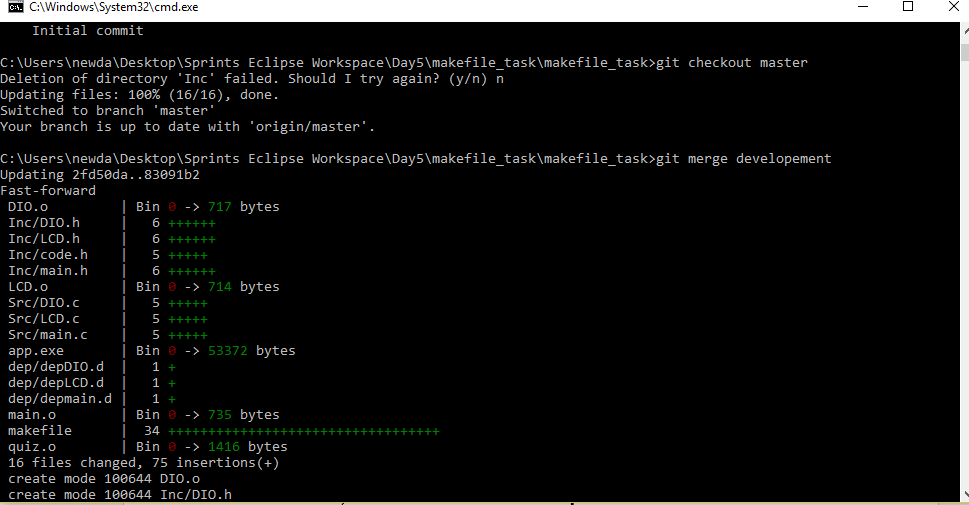 C:\Windows\System32\cmd.exe
Initial commit
C:\Users\newda\Desktop\Sprints Eclipse Workspace\Day5\makefile_task\makefile_task>git checkout master
Deletion of directory 'Inc' failed. Should I try again? (y/n) n
Updating files: 100% (16/16), done.
Switched to branch 'master'
Your branch is up to date with 'origin/master'.
C:\Users\newda\Desktop\Sprints Eclipse Workspace\Day5\makefile_task\makefile_task>git merge developement
Updating 2fd50da..83091b2
Fast-forward
DIO.o | Bin 0 -> 717 bytes
Inc/DIO.h | 6 ++++++
Inc/LCD.h | 6 ++++++
Inc/code.h | 5 +++++
Inc/main.h | 6 ++++++
LCD.o | Bin 0 -> 714 bytes
Src/DIO.c | 5 +++++
Src/LCD.c | 5 +++++
Src/main.c | 5 +++++
app.exe | Bin 0 -> 53372 bytes
dep/depDIO.d | 1 +
dep/depLCD.d | 1 +
dep/depmain.d | 1 +
main.o | Bin 0 -> 735 bytes
makefile | 34 ++++++++++++++++++++++++++++++++++
quiz.o | Bin 0 -> 1416 bytes
16 files changed, 75 insertions(+)
create mode 100644 DIO.o
create mode 100644 Inc/DIO.h